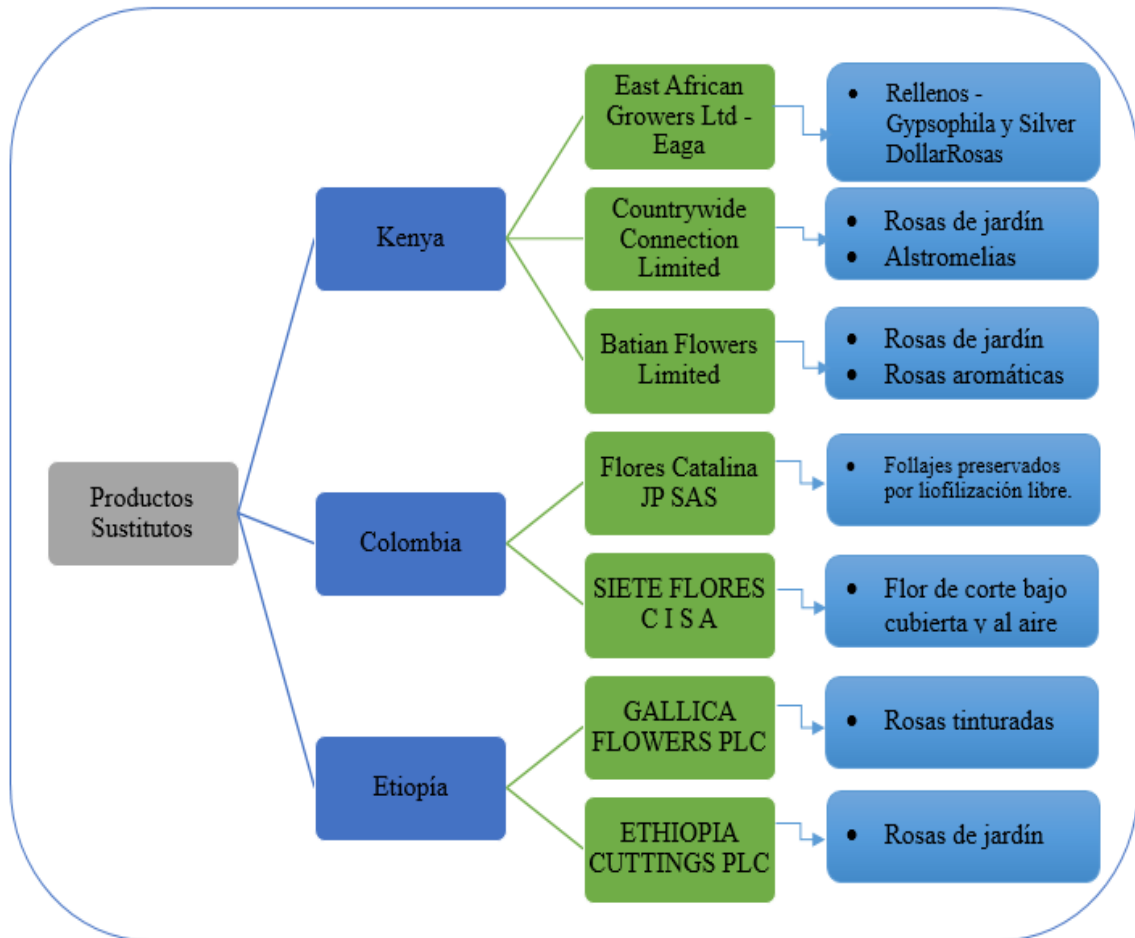 Productos
Sustitutos
Kenya
East African
Growers Ltd -
Eaga
• Rellenos -
Gypsophila y Silver
DollarRosas
Countrywide
Connection
Limited
• Rosas de jardín
• Alstromelias
Batian Flowers
Limited
• Rosas de jardín
• Rosas aromáticas
Colombia
Flores Catalina
JP SAS
• Follajes preservados
por liofilización libre.
SIETE FLORES
C I S A
• Flor de corte bajo
cubierta y al aire
Etiopía
GALLICA
FLOWERS PLC
• Rosas tinturadas
ETHIOPIA
CUTTINGS PLC
• Rosas de jardín